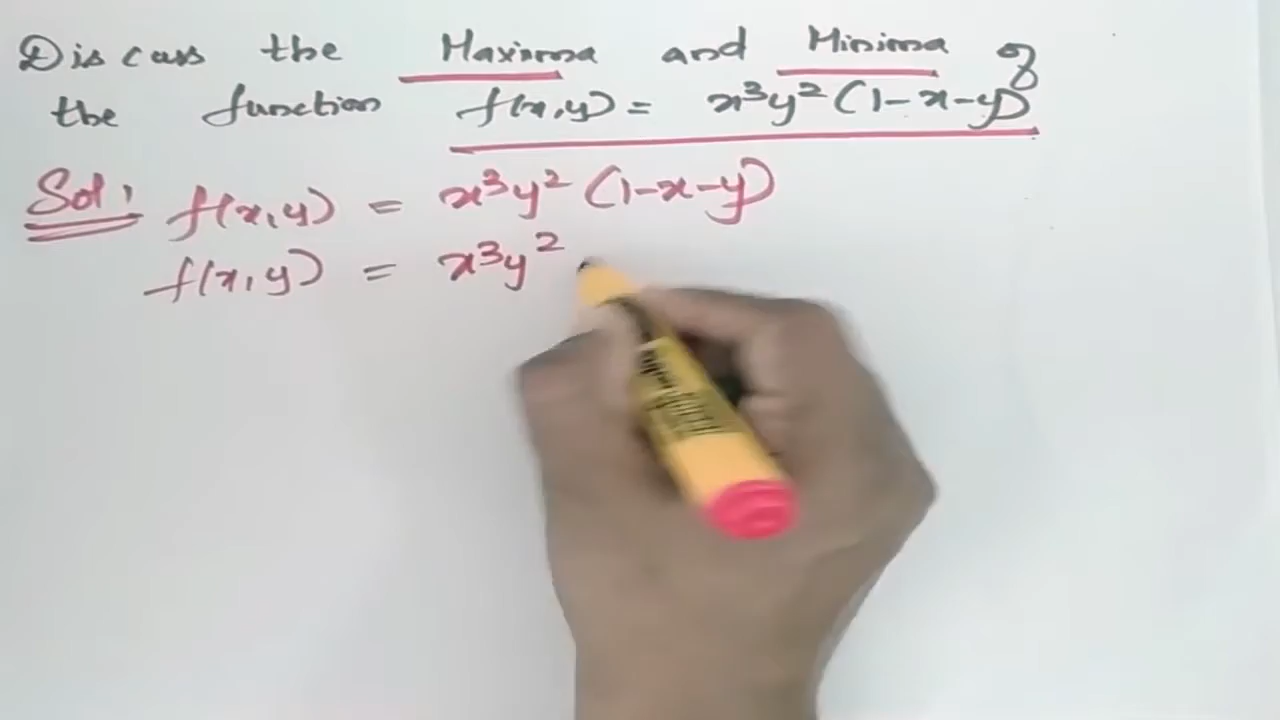 Discuss the Maxima and Minima of
the function f(x,y) = x³y²(1-x-y)
Sol: f(x,y) = x³y² (1-x-y)
f(x,y) = x³y²